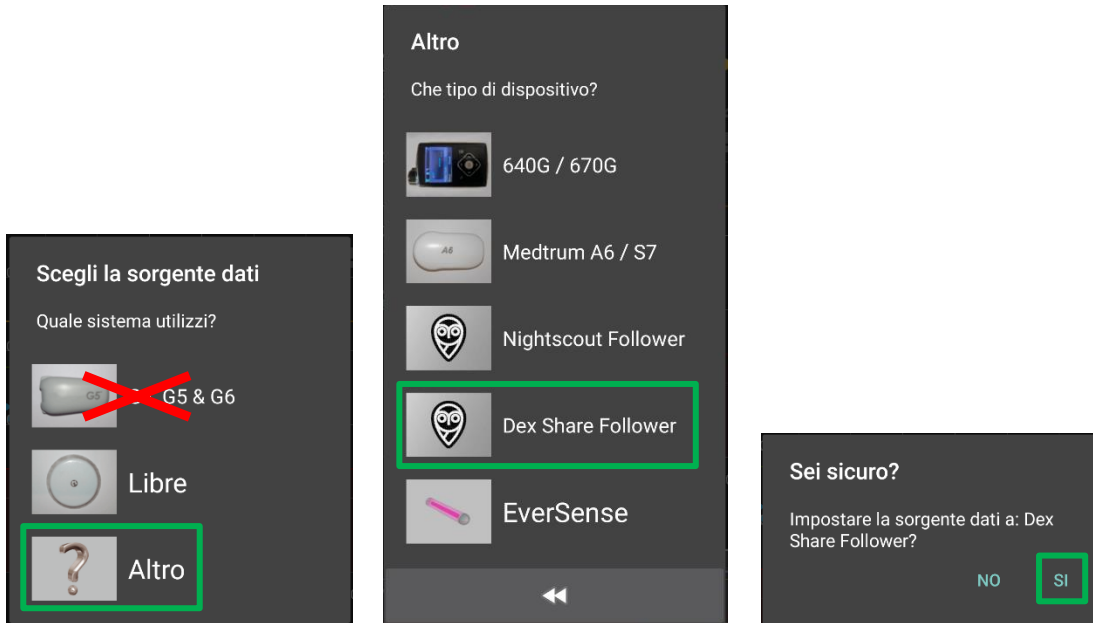 Scegli la sorgente dati
Quale sistema utilizzi?
G5 & G6
Libre
Altro
Altro
Che tipo di dispositivo?
640G / 670G
Medtrum A6 / S7
Nightscout Follower
Dex Share Follower
EverSense
Sei sicuro?
Impostare la sorgente dati a: Dex
Share Follower?
NO
SI